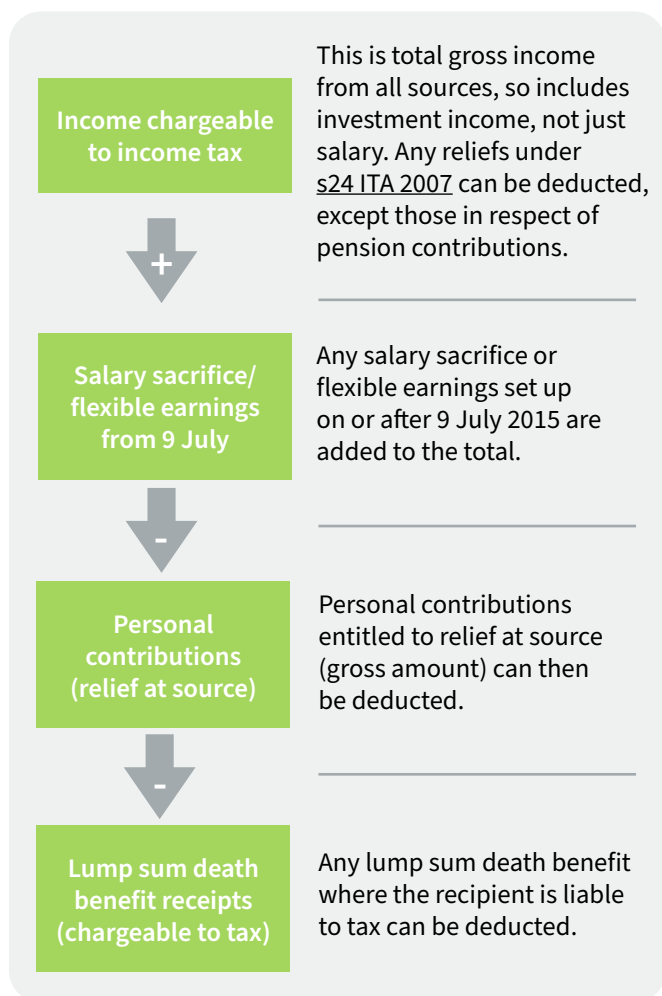 Income chargeable
to income tax
This is total gross income
from all sources, so includes
investment income, not just
salary. Any reliefs under
s24 ITA 2007 can be deducted,
except those in respect of
pension contributions.
+
Salary sacrifice/
flexible earnings
from 9 July
Any salary sacrifice or
flexible earnings set up
on or after 9 July 2015 are
added to the total.
-
Personal
contributions
(relief at source)
Personal contributions
entitled to relief at source
(gross amount) can then
be deducted.
-
Lump sum death
benefit receipts
(chargeable to tax)
Any lump sum death benefit
where the recipient is liable
to tax can be deducted.